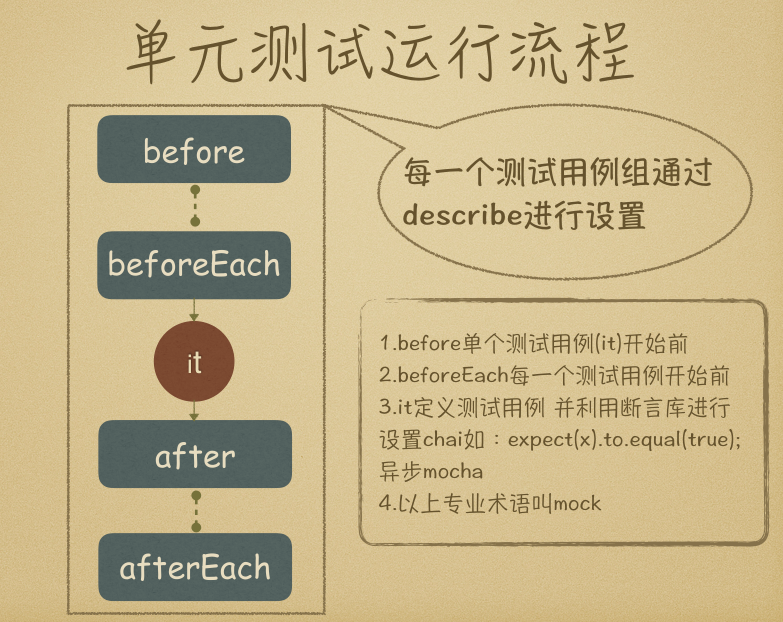 单元测试运行流程
before
beforeEach
it
after
afterEach
每一个测试用例组通过
describe进行设置
1.before单个测试用例(it)开始前
2.beforeEach每一个测试用例开始前
3.it定义测试用例 并利用断言库进行
设置chai如：expect(x).to.equal(true);
异步mocha
4.以上专业术语叫mock